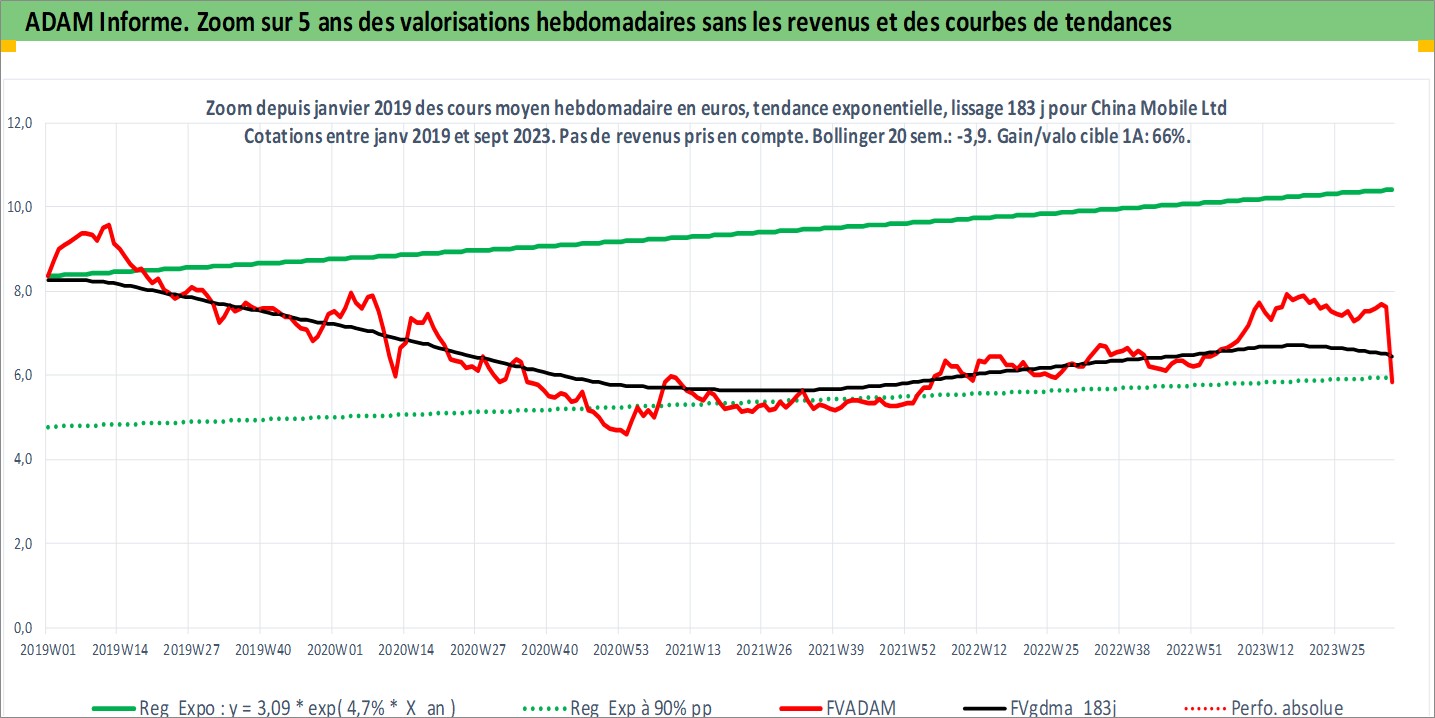 ADAM Informe. Zoom sur 5 ans des valorisations hebdomadaires sans les revenus et des courbes de tendances
Zoom depuis janvier 2019 des cours moyen hebdomadaire en euros, tendance exponentielle, lissage 183 j pour China Mobile Ltd
Cotations entre janv 2019 et sept 2023. Pas de revenus pris en compte. Bollinger 20 sem.: -3,9. Gain/valo cible 1A: 66%.
12,0
10,0
8,0
6,0
4,0
2,0
0,0
2019W01 2019W14 2019W27 2019W40 2020W01 2020W14 2020W27 2020W40 2020W53 2021W13 2021W26 2021W39 2021W52 2022W12 2022W25 2022W38 2022W51 2023W12 2023W25
Reg Expo : y = 3,09 * exp( 4,7% * X an ) Reg Exp à 90% pp FVADAM FVgdma 183j Perfo. absolue